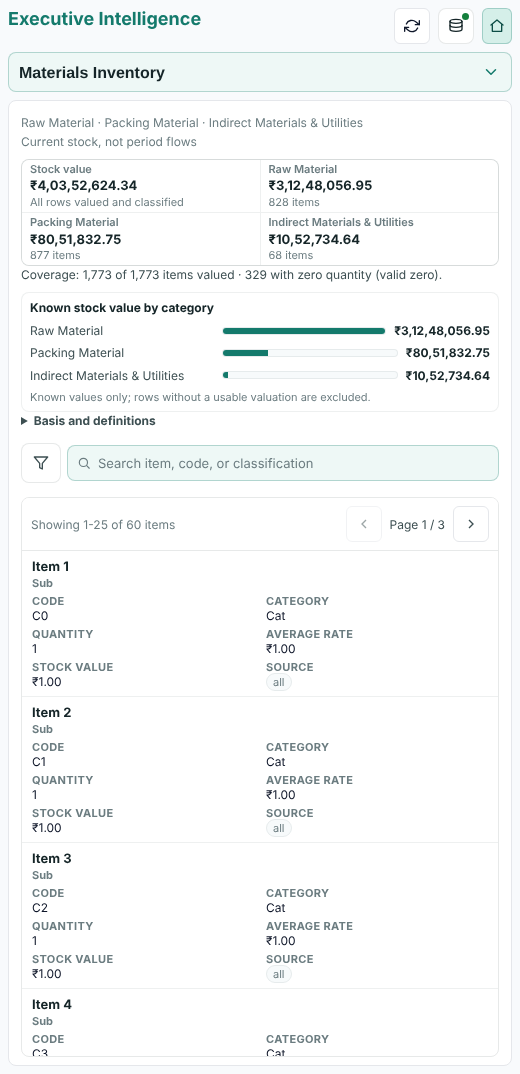 Executive Intelligence
Materials Inventory
Raw Material · Packing Material · Indirect Materials & Utilities
Current stock, not period flows
Stock value
₹4,03,52,624.34
All rows valued and classified
Raw Material
₹3,12,48,056.95
828 items
Packing Material
₹80,51,832.75
877 items
Indirect Materials & Utilities
₹10,52,734.64
68 items
Coverage: 1,773 of 1,773 items valued · 329 with zero quantity (valid zero).
Known stock value by category
Raw Material ₹3,12,48,056.95
Packing Material ₹80,51,832.75
Indirect Materials & Utilities ₹10,52,734.64
Known values only; rows without a usable valuation are excluded.
Basis and definitions
Search item, code, or classification
Showing 1-25 of 60 items
Page 1 / 3
Item 1
Sub
CODE
C0
CATEGORY
Cat
QUANTITY
1
AVERAGE RATE
₹1.00
STOCK VALUE
₹1.00
SOURCE
all
Item 2
Sub
CODE
C1
CATEGORY
Cat
QUANTITY
1
AVERAGE RATE
₹1.00
STOCK VALUE
₹1.00
SOURCE
all
Item 3
Sub
CODE
C2
CATEGORY
Cat
QUANTITY
1
AVERAGE RATE
₹1.00
STOCK VALUE
₹1.00
SOURCE
all
Item 4
Sub
CODE
C3
CATEGORY
Cat